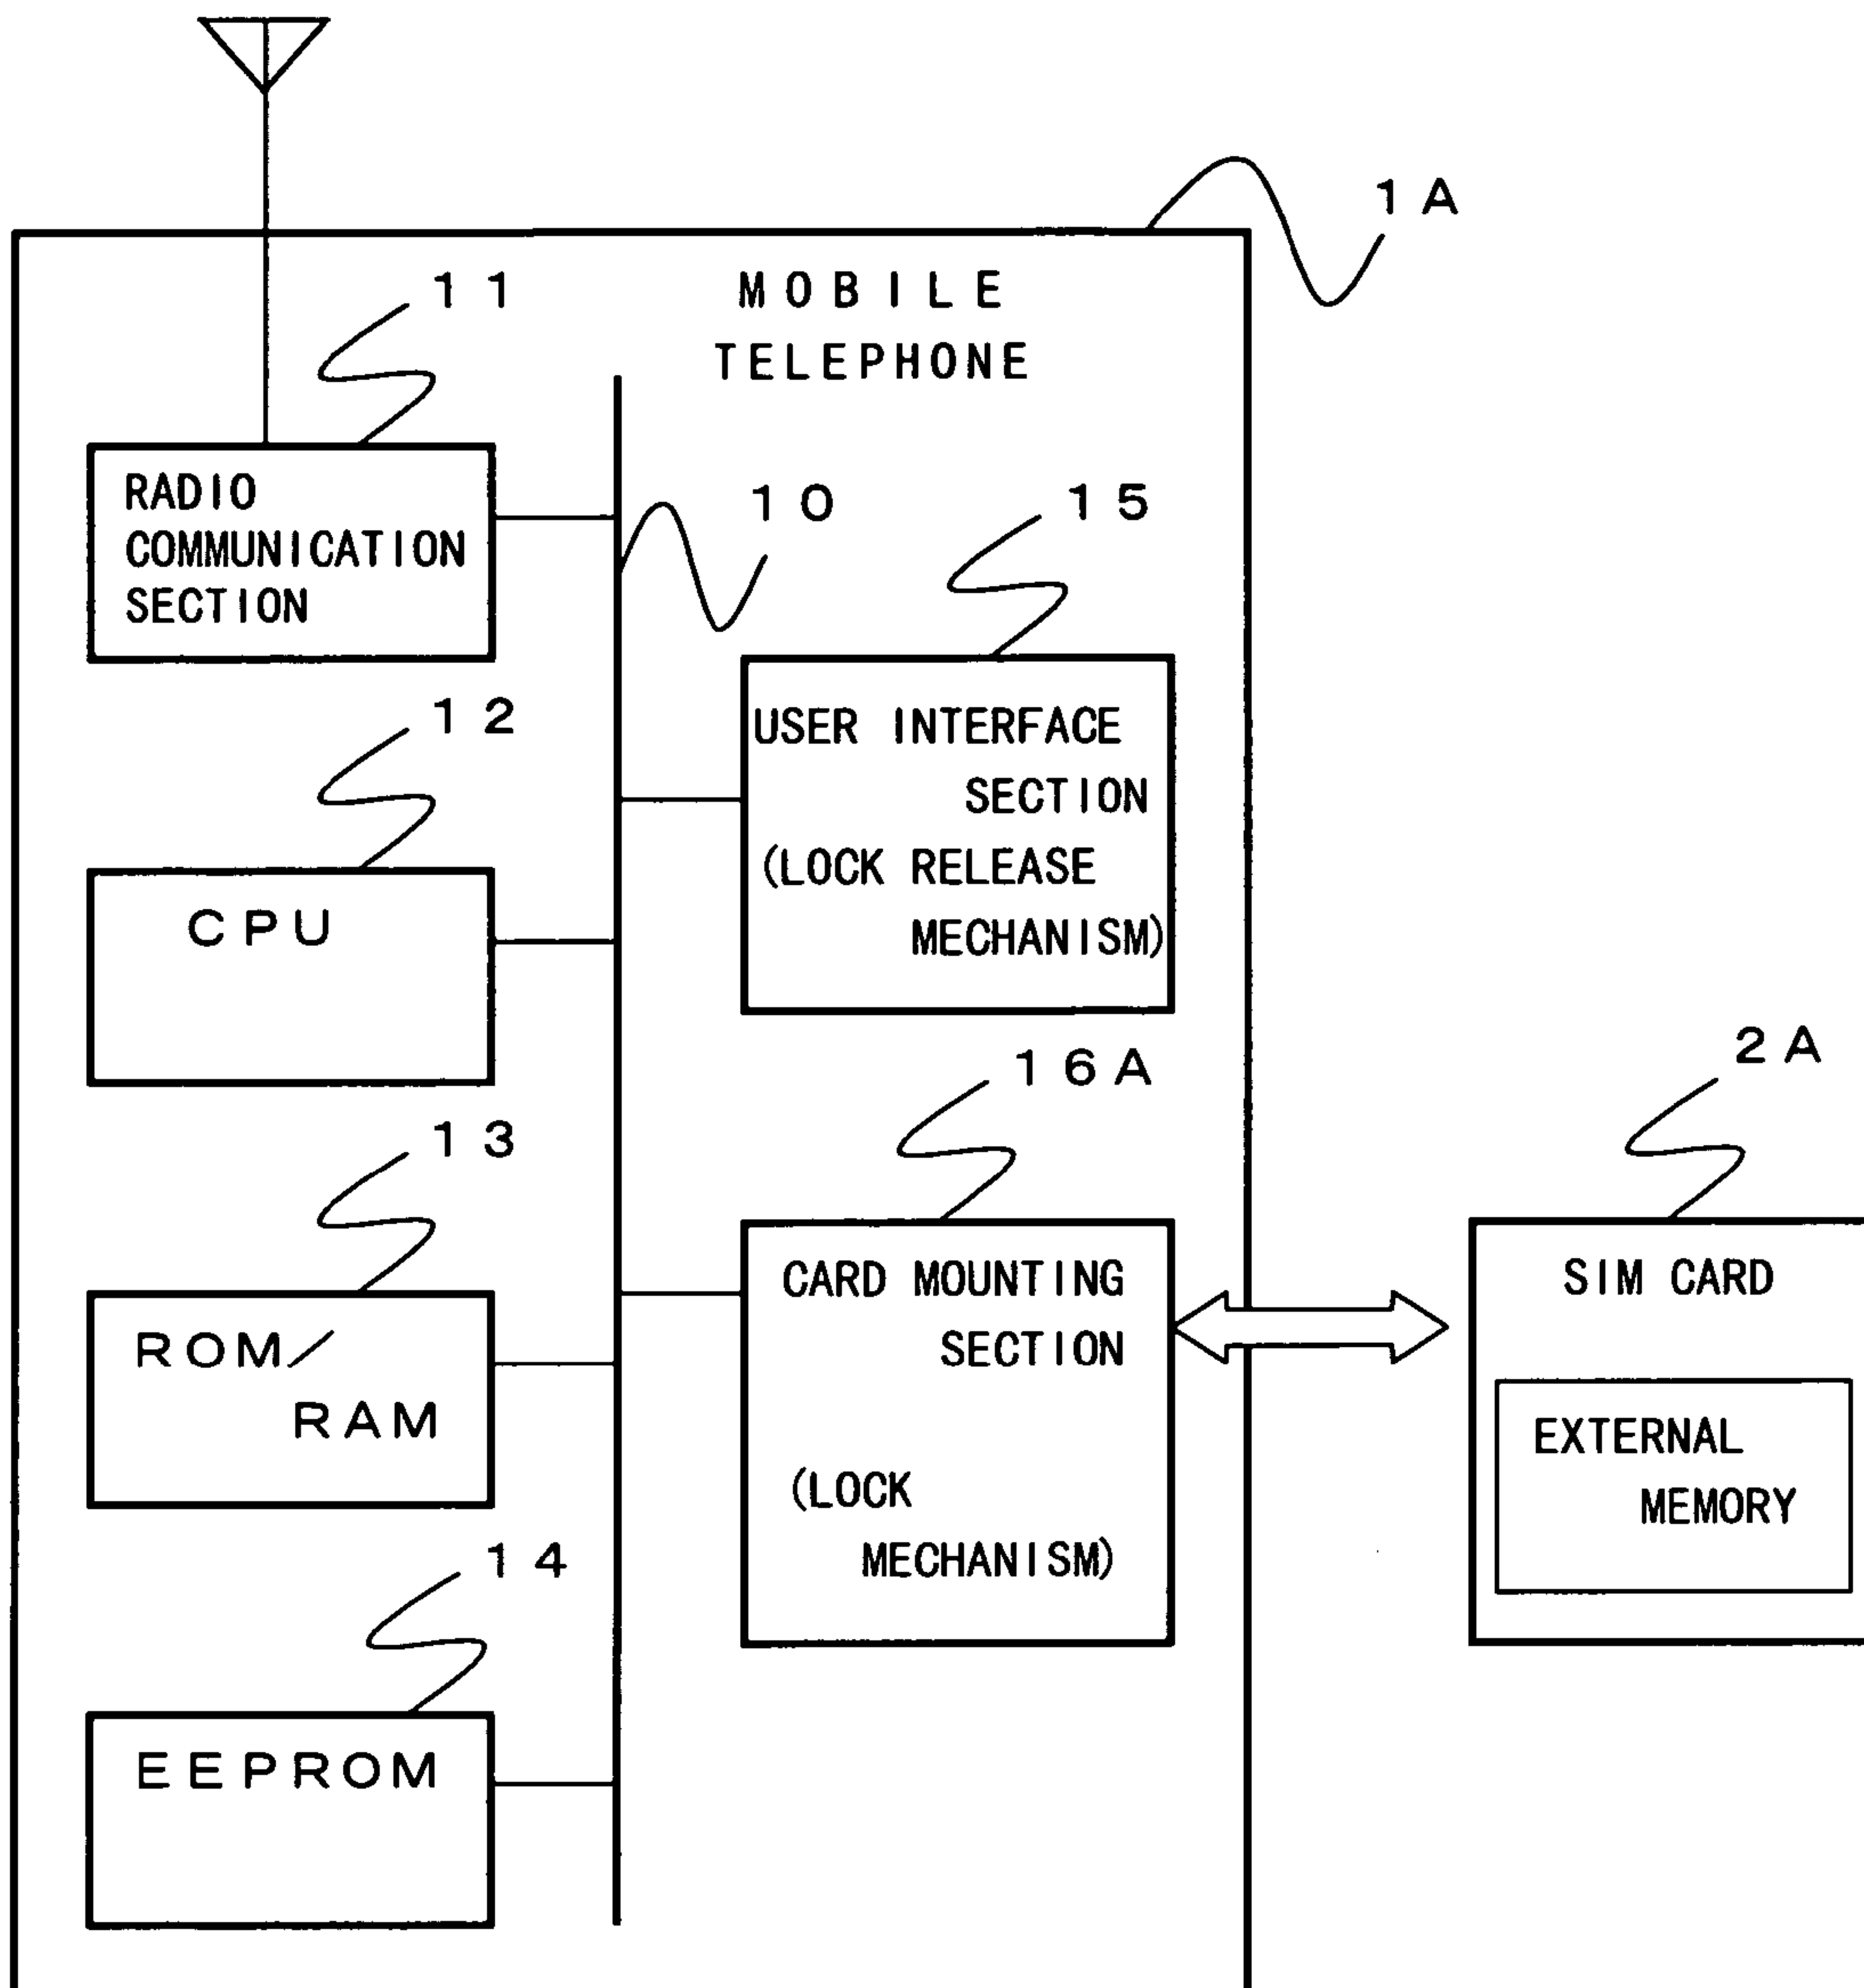 1A
MOBILE
TELEPHONE
11
RADIO
COMMUNICATION
SECTION
10
15
USER INTERFACE
SECTION
(LOCK RELEASE
MECHANISM)
12
CPU
16A
CARD MOUNTING
SECTION
(LOCK
MECHANISM)
2A
SIM CARD
EXTERNAL
MEMORY
13
ROM/
RAM
14
EEPROM